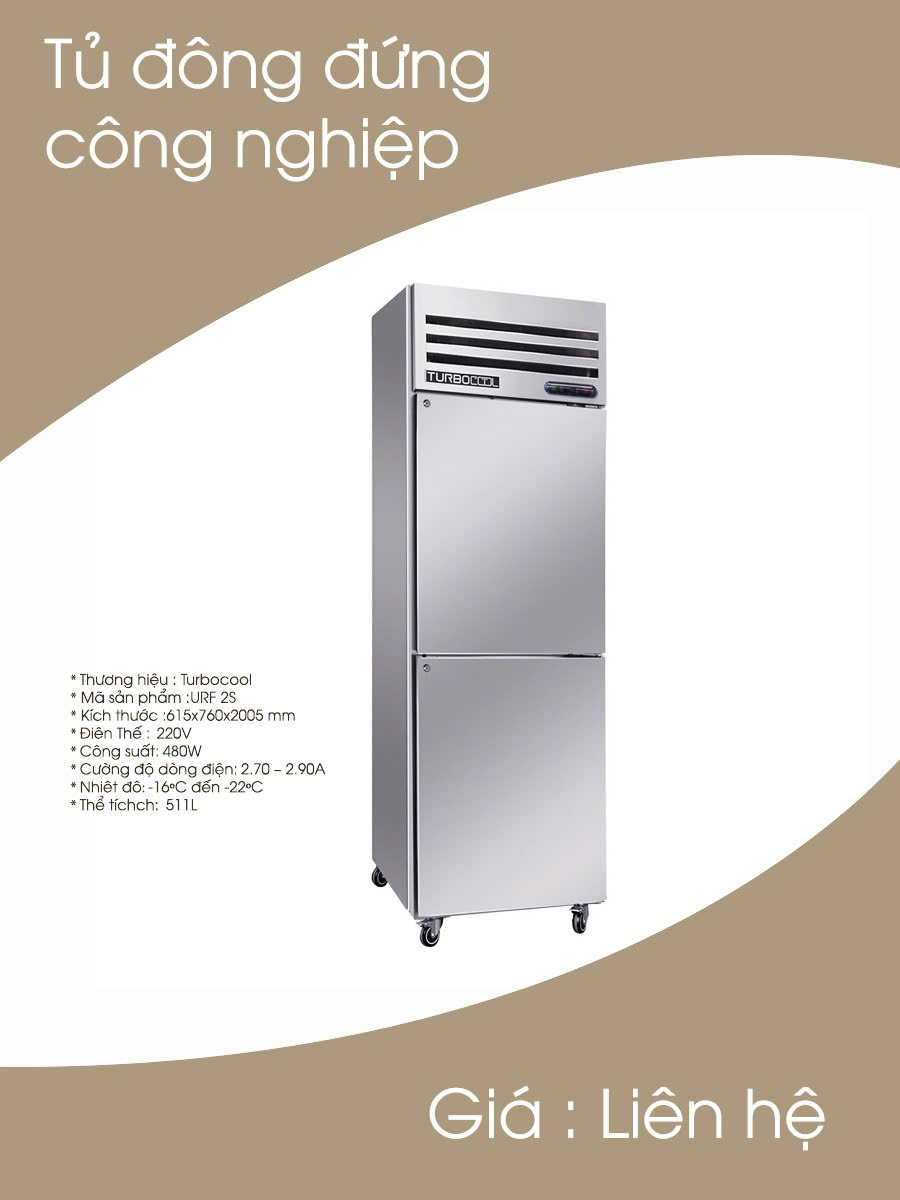 Tủ đông đứng
công nghiệp
TURBOCOOL
* Thương hiệu : Turbocool
* Mã sản phẩm :URF 2S
* Kích thước :615x760x2005 mm
* Điên Thế : 220V
* Công suất: 480W
* Cường độ dòng điện: 2.70 – 2.90A
* Nhiệt đô: -16ºC đến -22ºC
* Thể tíchch: 511L
Giá : Liên hệ